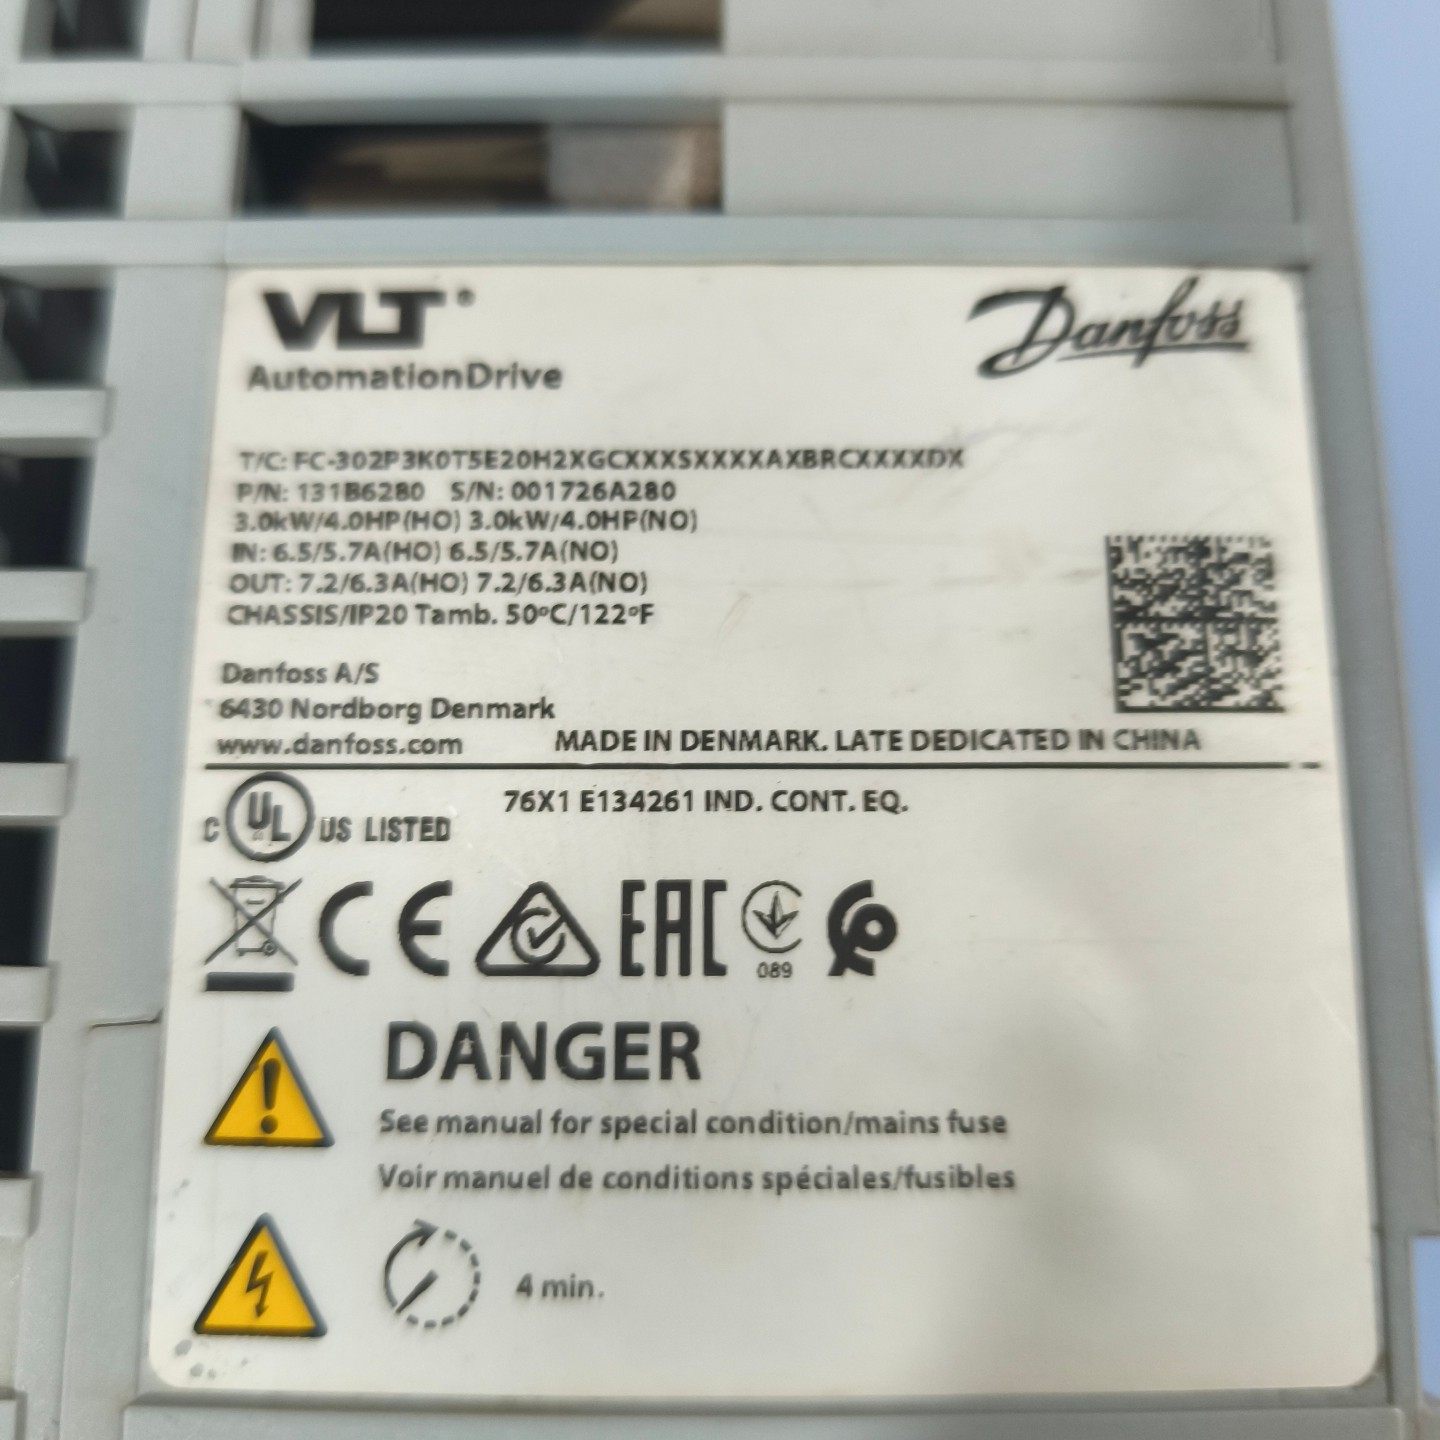 VLT®
AutomationDrive
Danfoss
T/C: FC-302P3K0T5E20H2XGCXXXSXXXXAXBRCXXXXDX
P/N: 131B6280 S/N: 001726A280
3.0kW/4.0HP(HO) 3.0kW/4.0HP(NO)
IN: 6.5/5.7A(HO) 6.5/5.7A(NO)
OUT: 7.2/6.3A(HO) 7.2/6.3A(NO)
CHASSIS/IP20 Tamb. 50ºC/122ºF
Danfoss A/S
6430 Nordborg Denmark
www.danfoss.com MADE IN DENMARK. LATE DEDICATED IN CHINA
C UL US LISTED 76X1 E134261 IND. CONT. EQ.
CE EAC 089
DANGER
See manual for special condition/mains fuse
Voir manuel de conditions spéciales/fusibles
4 min.